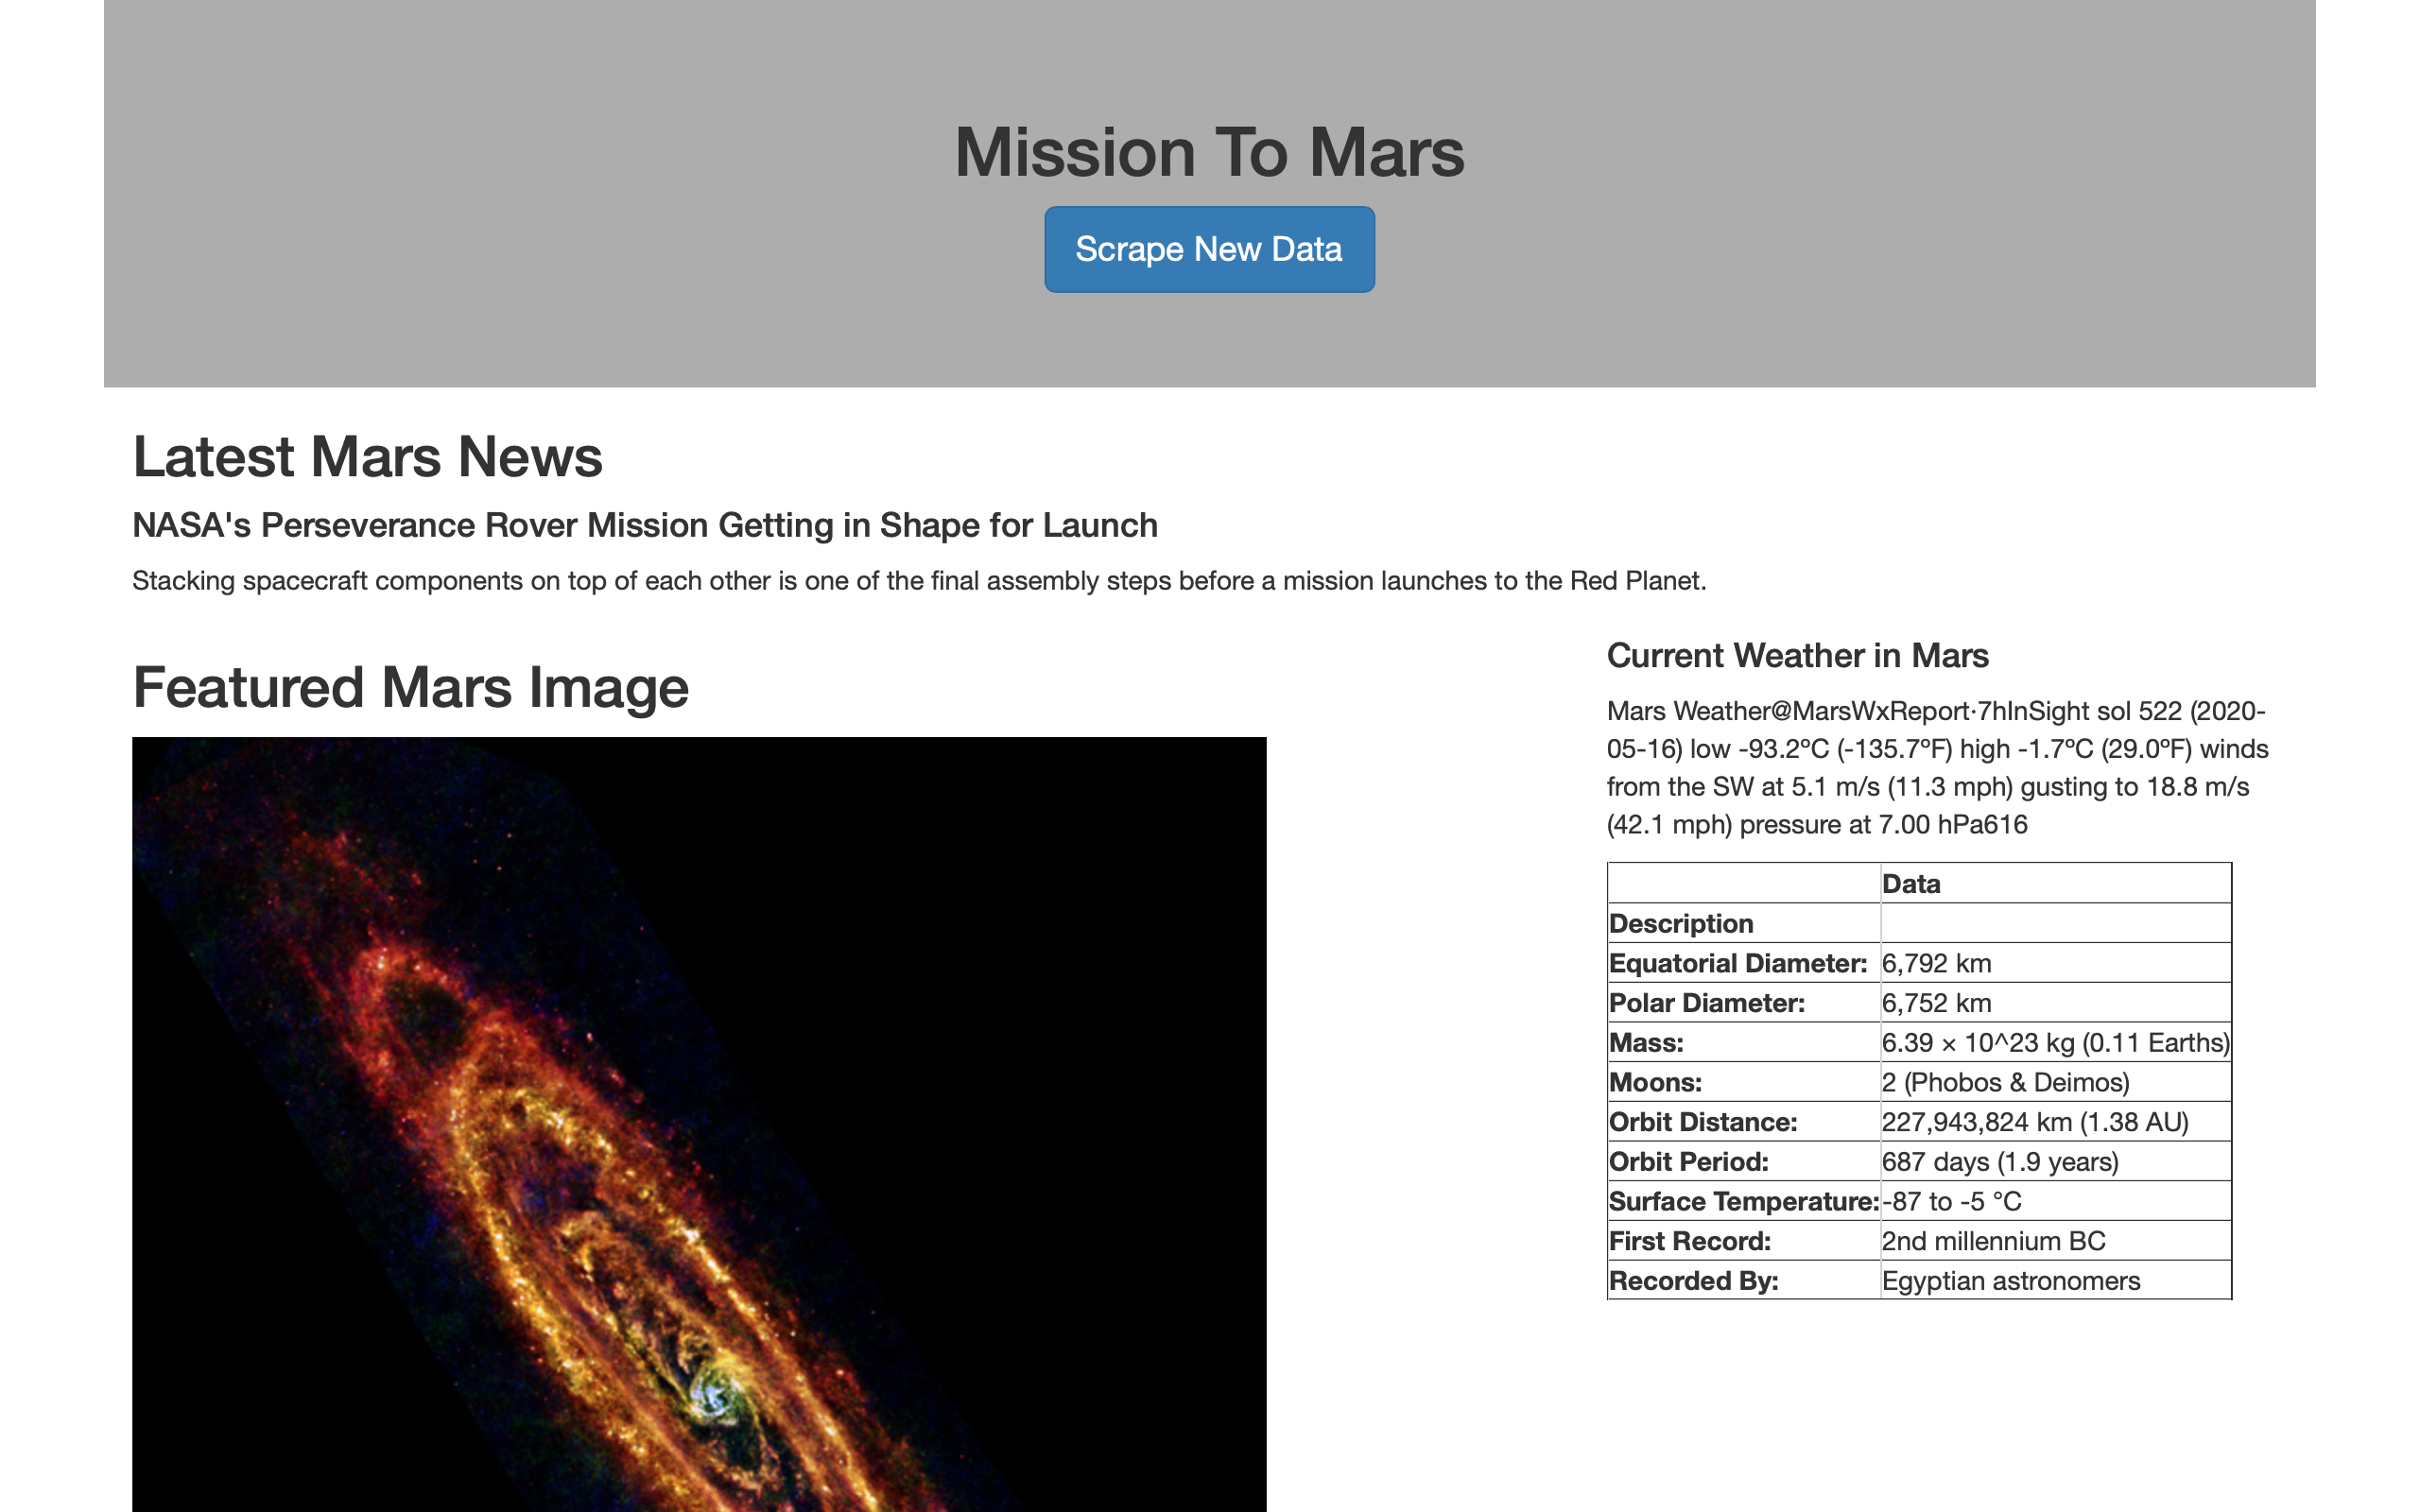 Mission To Mars
Scrape New Data
Latest Mars News
NASA's Perseverance Rover Mission Getting in Shape for Launch
Stacking spacecraft components on top of each other is one of the final assembly steps before a mission launches to the Red Planet.
Featured Mars Image
Current Weather in Mars
Mars Weather@MarsWxReport·7hInSight sol 522 (2020-
05-16) low -93.2ºC (-135.7ºF) high -1.7ºC (29.0ºF) winds
from the SW at 5.1 m/s (11.3 mph) gusting to 18.8 m/s
(42.1 mph) pressure at 7.00 hPa616
Data
Description
Equatorial Diameter: 6,792 km
Polar Diameter: 6,752 km
Mass: 6.39 × 10^23 kg (0.11 Earths)
Moons: 2 (Phobos & Deimos)
Orbit Distance: 227,943,824 km (1.38 AU)
Orbit Period: 687 days (1.9 years)
Surface Temperature: -87 to -5 °C
First Record: 2nd millennium BC
Recorded By: Egyptian astronomers